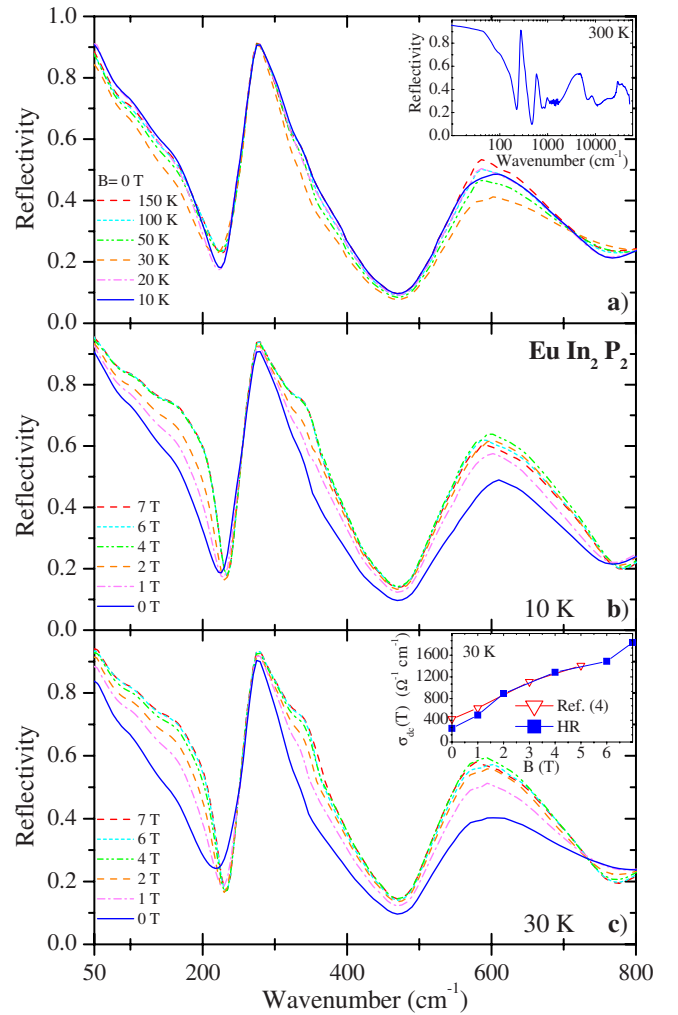 1.0
0.8
0.6
0.4
0.2
0.0
Reflectivity
B= 0 T
150 K
100 K
50 K
30 K
20 K
10 K
a)
0.8
0.6
0.4
0.2
0.0
Reflectivity
300 K
100
1000
10000
Wavenumber (cm-1)
0.8
0.6
0.4
0.2
0.0
Reflectivity
Eu In2 P2
7 T
6 T
4 T
2 T
1 T
0 T
10 K
b)
0.8
0.6
0.4
0.2
0.0
Reflectivity
7 T
6 T
4 T
2 T
1 T
0 T
30 K
c)
1600
1200
800
400
0
σdc(T) (Ω-1 cm-1)
30 K
Ref. (4)
HR
0 1 2 3 4 5 6
B (T)
50 200 400 600 800
Wavenumber (cm-1)